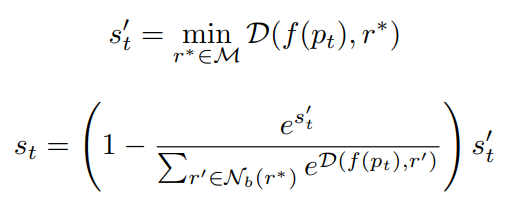 s'_t = \min_{r^* \in \mathcal{M}} \mathcal{D}(f(p_t), r^*)
s_t = \left(1 - \frac{e^{s'_t}}{\sum_{r' \in \mathcal{N}_b(r^*)} e^{\mathcal{D}(f(p_t), r')}}\right) s'_t